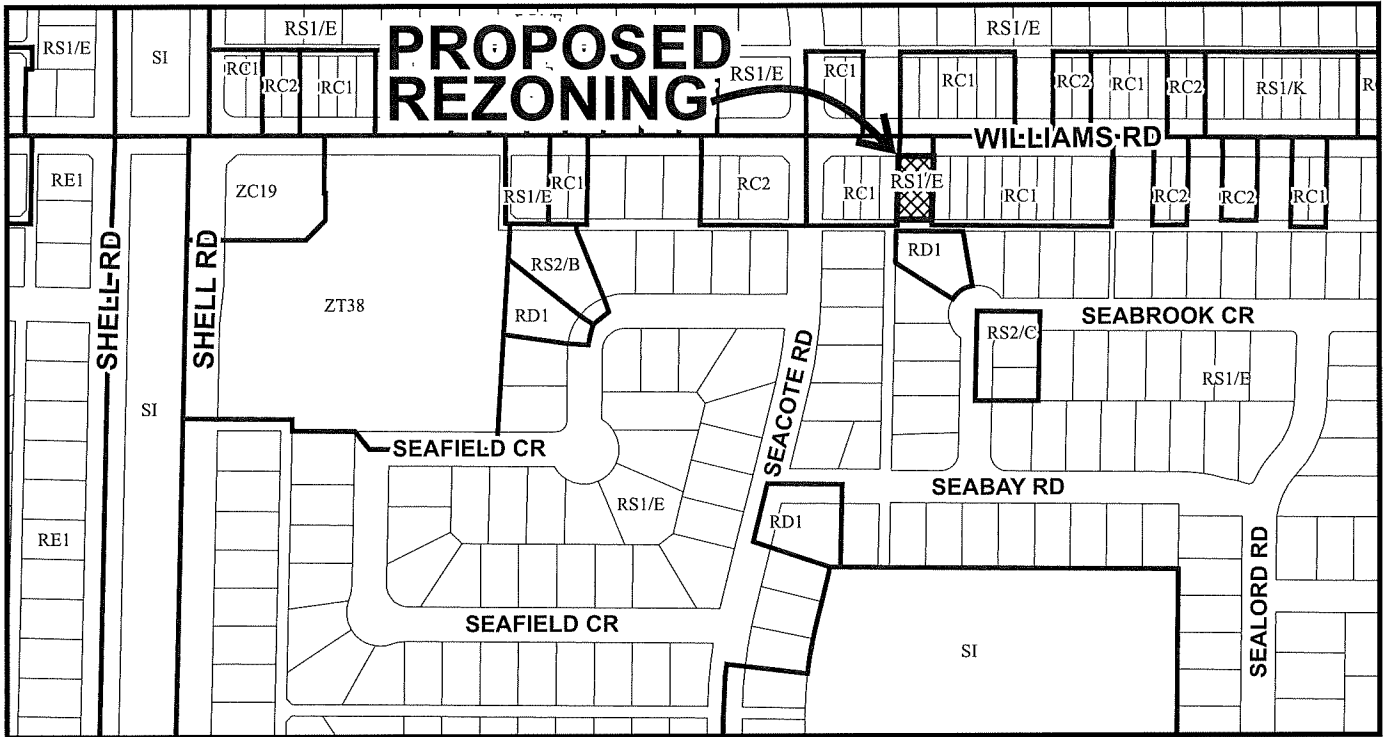 RS1/E
RS1/E
RS1/E
SI
PROPOSED
REZONING
RC1
RC2
RC1
RS1/E
RC1
RC1
RC2
RC1
RC2
RS1/K
WILLIAMS RD
RE1
ZC19
RS1/E
RC1
RC2
RC1
RS1/E
RC1
RC2
RC2
RC1
SHELL RD
SHELL RD
ZT38
RS2/B
RD1
RD1
SEABROOK CR
RS2/C
RS1/E
SI
SEACOTE RD
SEAFIELD CR
SEABAY RD
RS1/E
RD1
RE1
SEALORD RD
SEAFIELD CR
SI